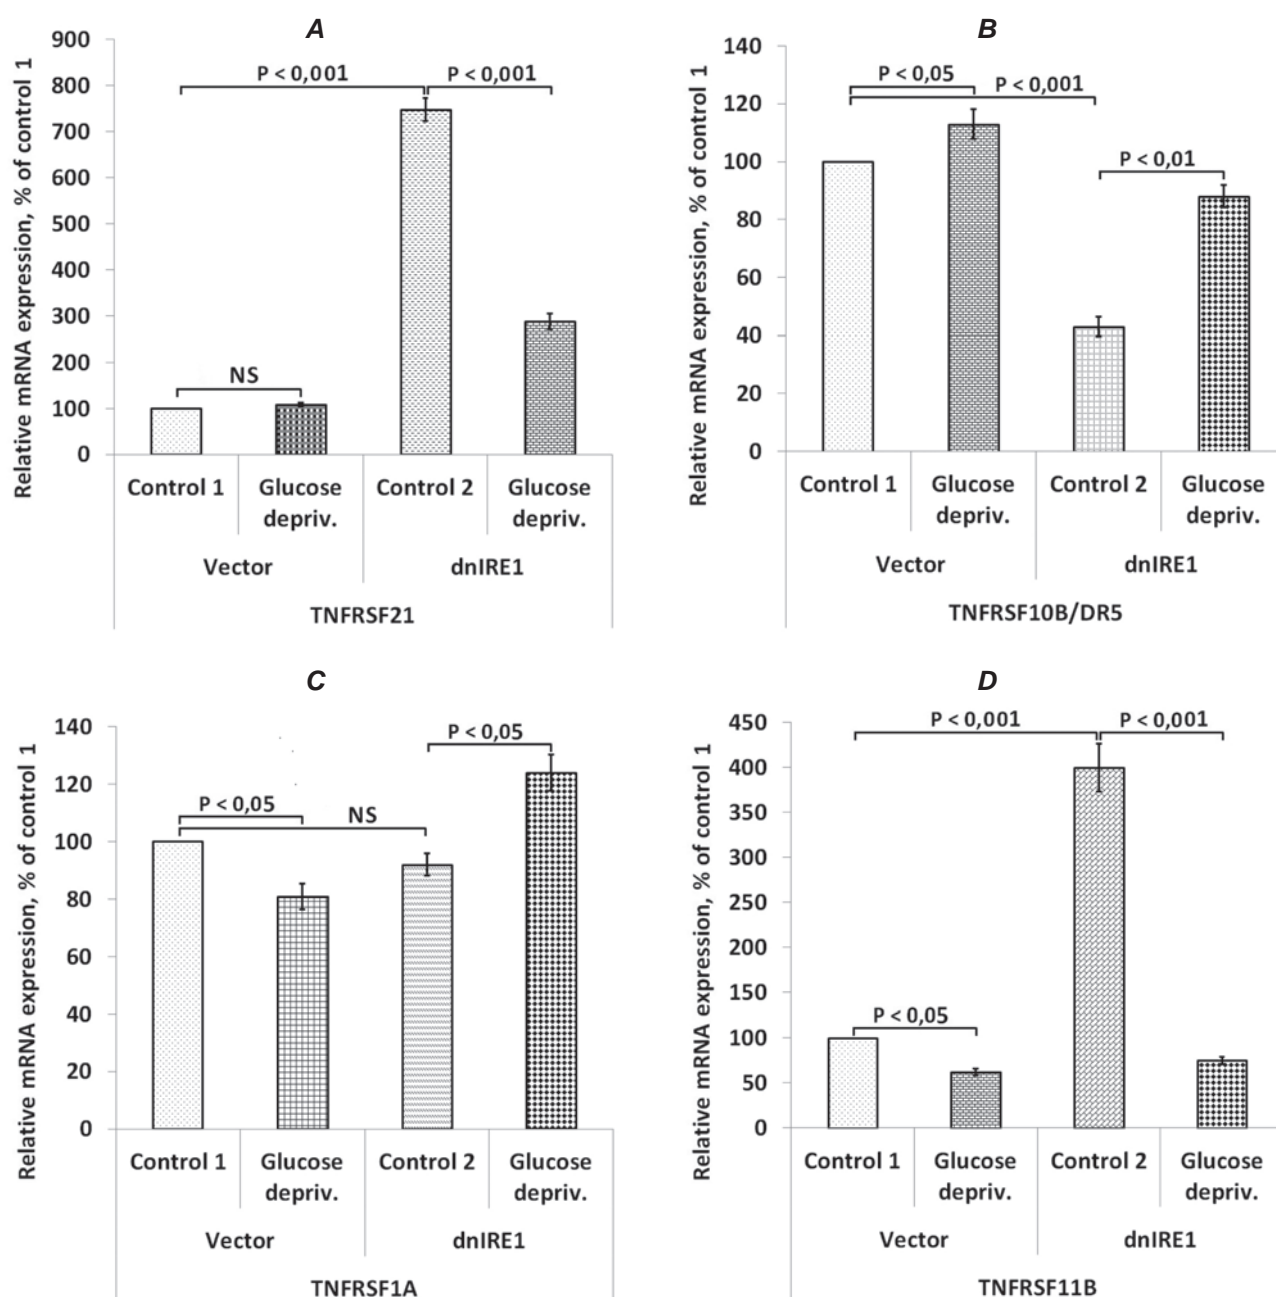 A
Relative mRNA expression, % of control 1
900
800
700
600
500
400
300
200
100
0
P < 0,001
P < 0,001
NS
Control 1
Glucose
depriv.
Control 2
Glucose
depriv.
Vector
dnIRE1
TNFRSF21
B
Relative mRNA expression, % of control 1
140
120
100
80
60
40
20
0
P < 0,05
P < 0,001
P < 0,01
Control 1
Glucose
depriv.
Control 2
Glucose
depriv.
Vector
dnIRE1
TNFRSF10B/DR5
C
Relative mRNA expression, % of control 1
140
120
100
80
60
40
20
0
P < 0,05
P < 0,05
NS
Control 1
Glucose
depriv.
Control 2
Glucose
depriv.
Vector
dnIRE1
TNFRSF1A
D
Relative mRNA expression, % of control 1
450
400
350
300
250
200
150
100
50
0
P < 0,001
P < 0,001
P < 0,05
Control 1
Glucose
depriv.
Control 2
Glucose
depriv.
Vector
dnIRE1
TNFRSF11B